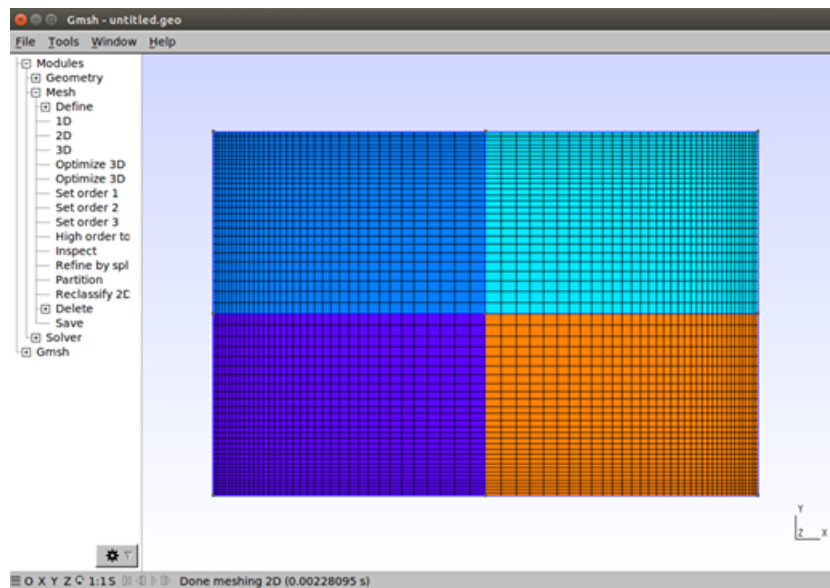 Gmsh - untitled.geo
File Tools Window Help
Modules
Geometry
Mesh
Define
1D
2D
3D
Optimize 3D
Optimize 3D
Set order 1
Set order 2
Set order 3
High order to
Inspect
Refine by spl
Partition
Reclassify 2D
Delete
Save
Solver
Gmsh
Y
Z X
O X Y Z 1:1 S Done meshing 2D (0.00228095 s)